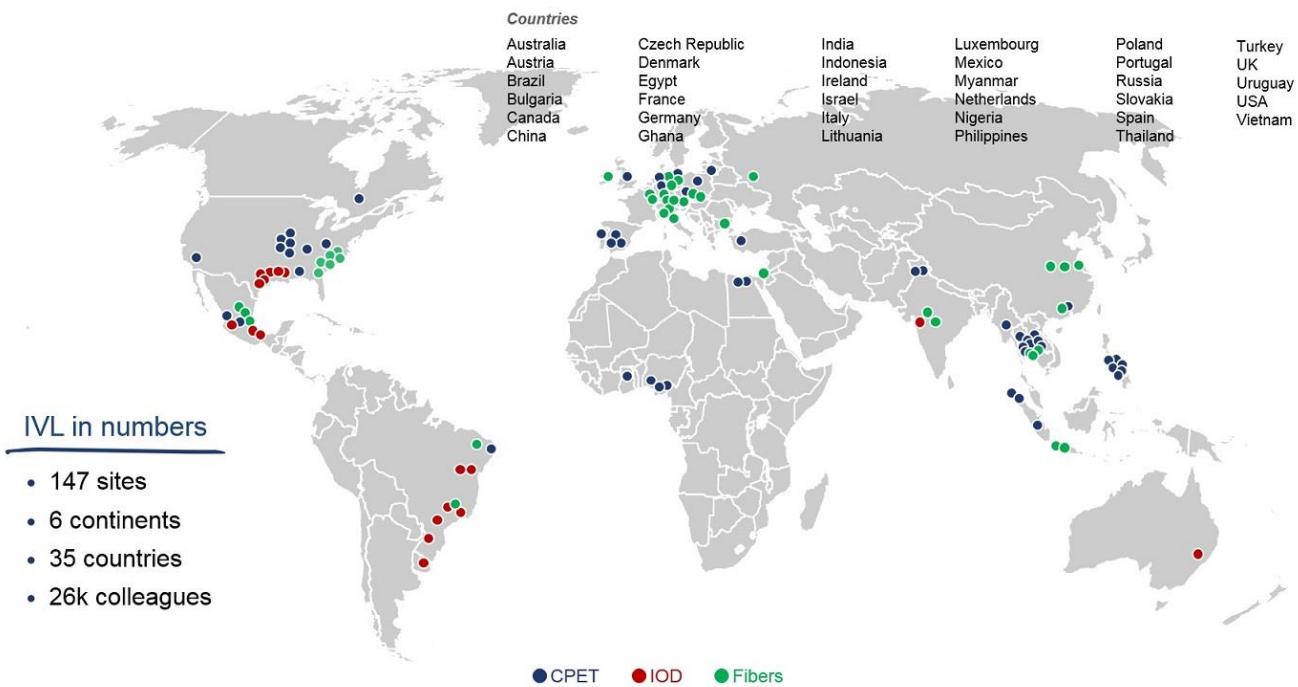 Countries
Australia
Austria
Brazil
Bulgaria
Canada
China
Czech Republic
Denmark
Egypt
France
Germany
Ghana
India
Indonesia
Ireland
Israel
Italy
Lithuania
Luxembourg
Mexico
Myanmar
Netherlands
Nigeria
Philippines
Poland
Portugal
Russia
Slovakia
Spain
Thailand
Turkey
UK
Uruguay
USA
Vietnam
IVL in numbers
• 147 sites
• 6 continents
• 35 countries
• 26k colleagues
CPET
IOD
Fibers